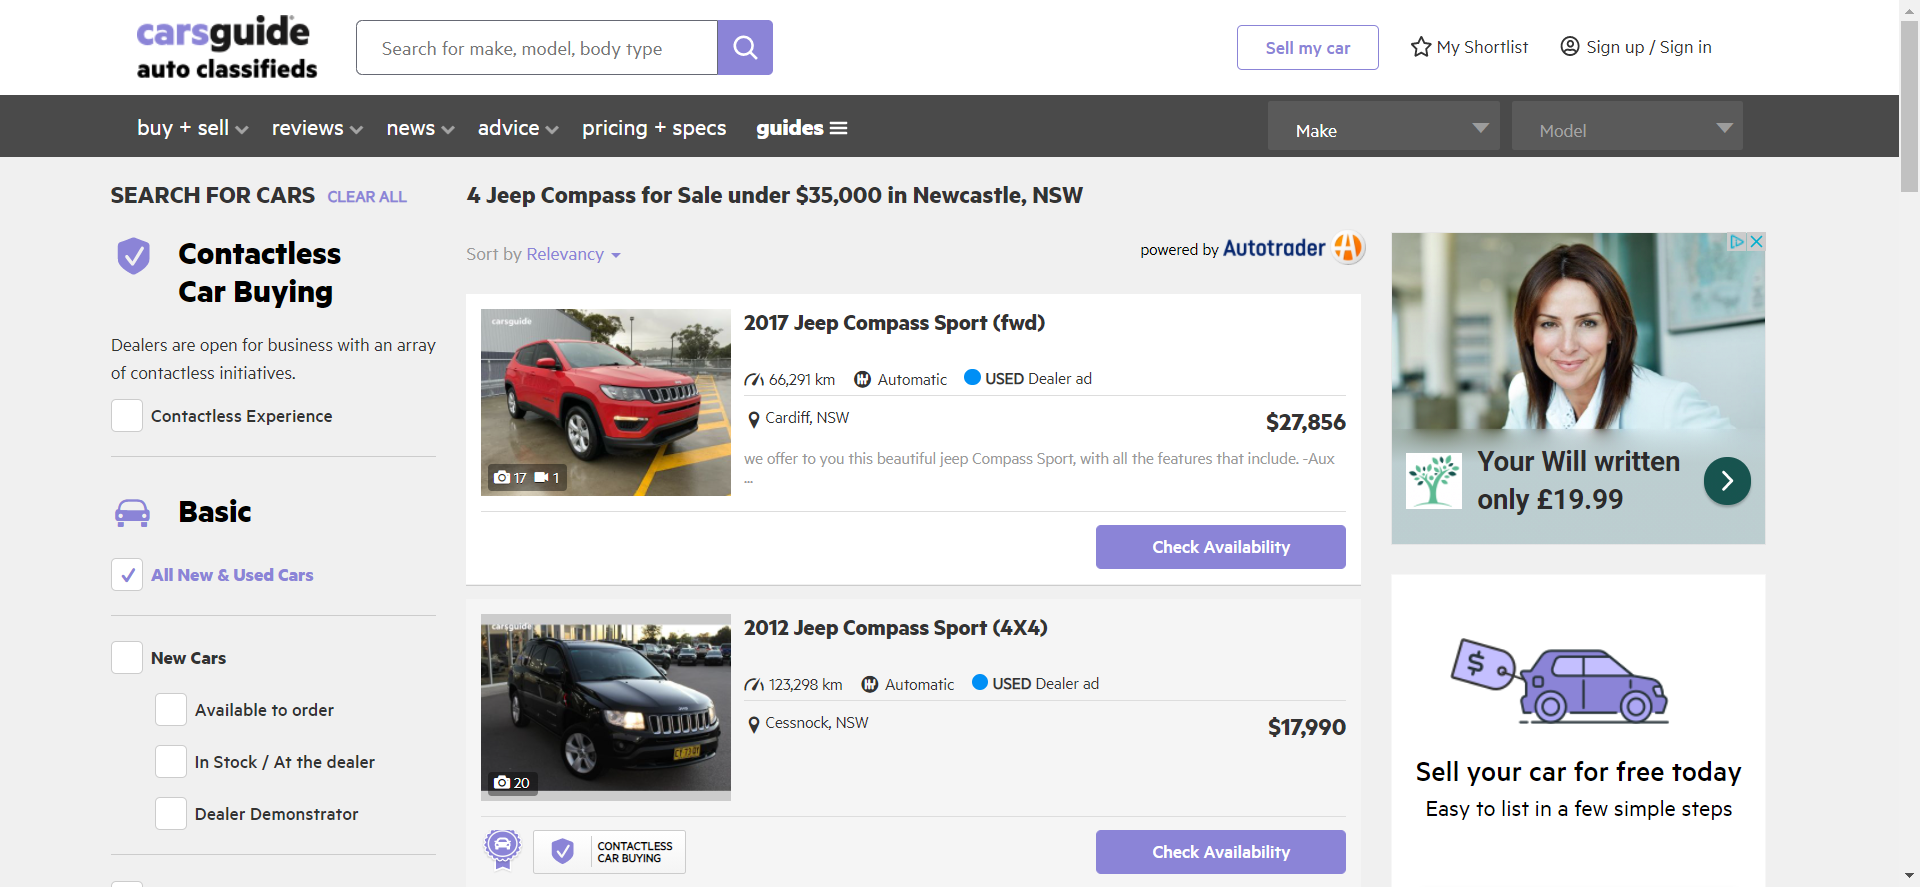 carsguide
auto classifieds
Search for make, model, body type
Sell my car
My Shortlist
Sign up / Sign in
buy + sell
reviews
news
advice
pricing + specs
guides
Make
Model
SEARCH FOR CARS CLEAR ALL
Contactless
Car Buying
Dealers are open for business with an array
of contactless initiatives.
Contactless Experience
Basic
All New & Used Cars
New Cars
Available to order
In Stock / At the dealer
Dealer Demonstrator
4 Jeep Compass for Sale under $35,000 in Newcastle, NSW
Sort by Relevancy
powered by Autotrader
carsguide
17 1
2017 Jeep Compass Sport (fwd)
66,291 km Automatic USED Dealer ad
Cardiff, NSW
$27,856
we offer to you this beautiful jeep Compass Sport, with all the features that include. -Aux
...
Check Availability
carsguide
20
2012 Jeep Compass Sport (4X4)
123,298 km Automatic USED Dealer ad
Cessnock, NSW
$17,990
CONTACTLESS
CAR BUYING
Check Availability
Your Will written
only £19.99
$
Sell your car for free today
Easy to list in a few simple steps